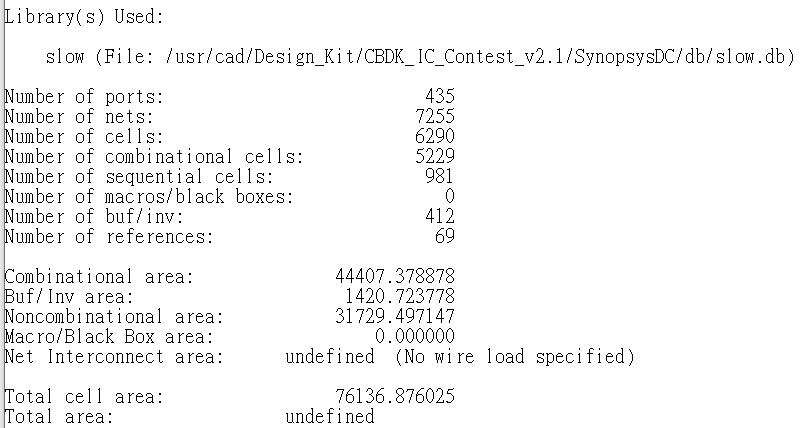 Library(s) Used:
slow (File: /usr/cad/Design_Kit/CBDK_IC_Contest_v2.1/SynopsysDC/db/slow.db)
Number of ports: 435
Number of nets: 7255
Number of cells: 6290
Number of combinational cells: 5229
Number of sequential cells: 981
Number of macros/black boxes: 0
Number of buf/inv: 412
Number of references: 69
Combinational area: 44407.378878
Buf/Inv area: 1420.723778
Noncombinational area: 31729.497147
Macro/Black Box area: 0.000000
Net Interconnect area: undefined (No wire load specified)
Total cell area: 76136.876025
Total area: undefined